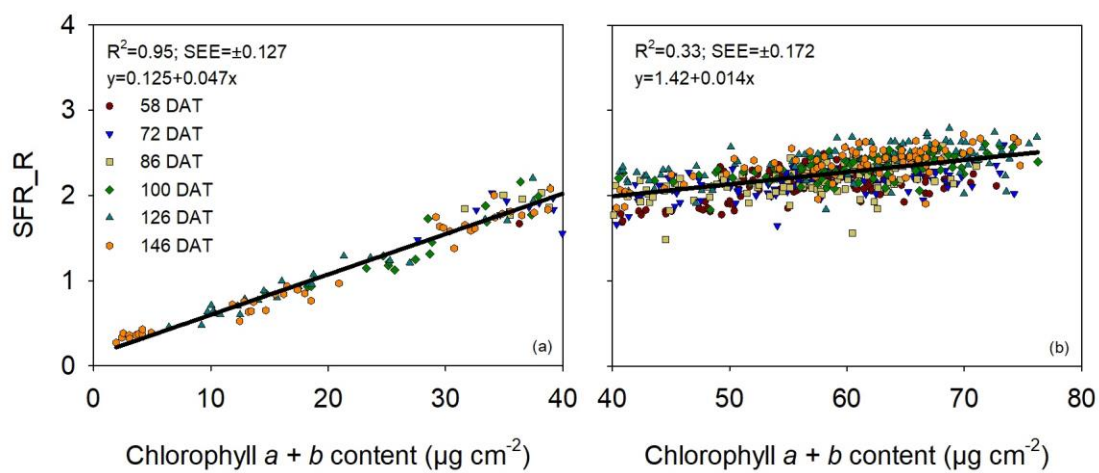 4
3
2
1
0
SFR_R
R²=0.95; SEE=±0.127
y=0.125+0.047x
58 DAT
72 DAT
86 DAT
100 DAT
126 DAT
146 DAT
(a)
0 10 20 30 40
Chlorophyll a + b content (µg cm⁻²)
R²=0.33; SEE=±0.172
y=1.42+0.014x
(b)
40 50 60 70 80
Chlorophyll a + b content (µg cm⁻²)